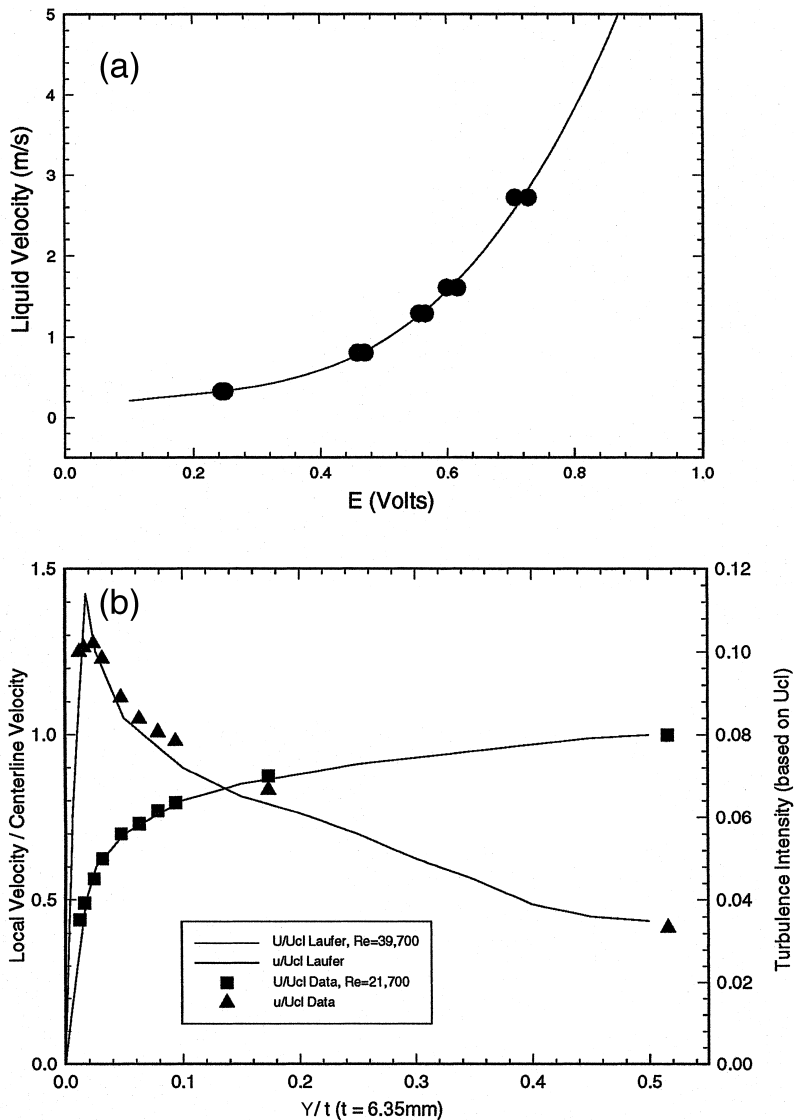 (a)
5
4
3
2
1
0
Liquid Velocity (m/s)
0.0 0.2 0.4 0.6 0.8 1.0
E (Volts)
(b)
1.5
1.0
0.5
0.0
Local Velocity / Centerline Velocity
0.12
0.10
0.08
0.06
0.04
0.02
0.00
Turbulence Intensity (based on Ucl)
U/Ucl Laufer, Re=39,700
u/Ucl Laufer
U/Ucl Data, Re=21,700
u/Ucl Data
0.0 0.1 0.2 0.3 0.4 0.5
Y/ t (t = 6.35mm)